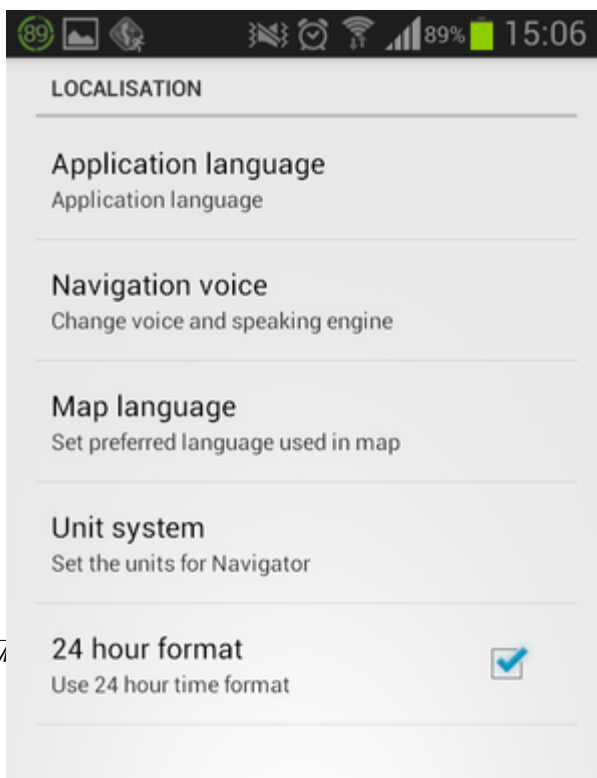 89 89% 15:06
LOCALISATION
Application language
Application language
Navigation voice
Change voice and speaking engine
Map language
Set preferred language used in map
Unit system
Set the units for Navigator
24 hour format
Use 24 hour time format